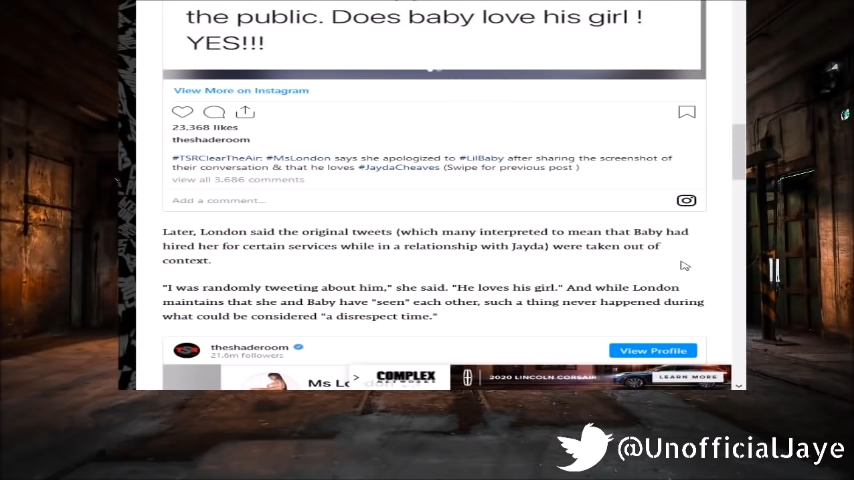 the public. Does baby love his girl !
YES!!!
View More on Instagram
23,368 likes
theshaderoom
#TSRClearTheAir: #MsLondon says she apologized to #LilBaby after sharing the screenshot of
their conversation & that he loves #JaydaCheaves (Swipe for previous post )
view all 3,686 comments
Add a comment...
Later, London said the original tweets (which many interpreted to mean that Baby had
hired her for certain services while in a relationship with Jayda) were taken out of
context.
"I was randomly tweeting about him," she said. "He loves his girl." And while London
maintains that she and Baby have "seen" each other, such a thing never happened during
what could be considered "a disrespect time."
theshaderoom
21.6m followers
View Profile
Ms Lo
COMPLEX
NETWORKS
2020 LINCOLN CORSAIR
LEARN MORE
@UnofficialJaye